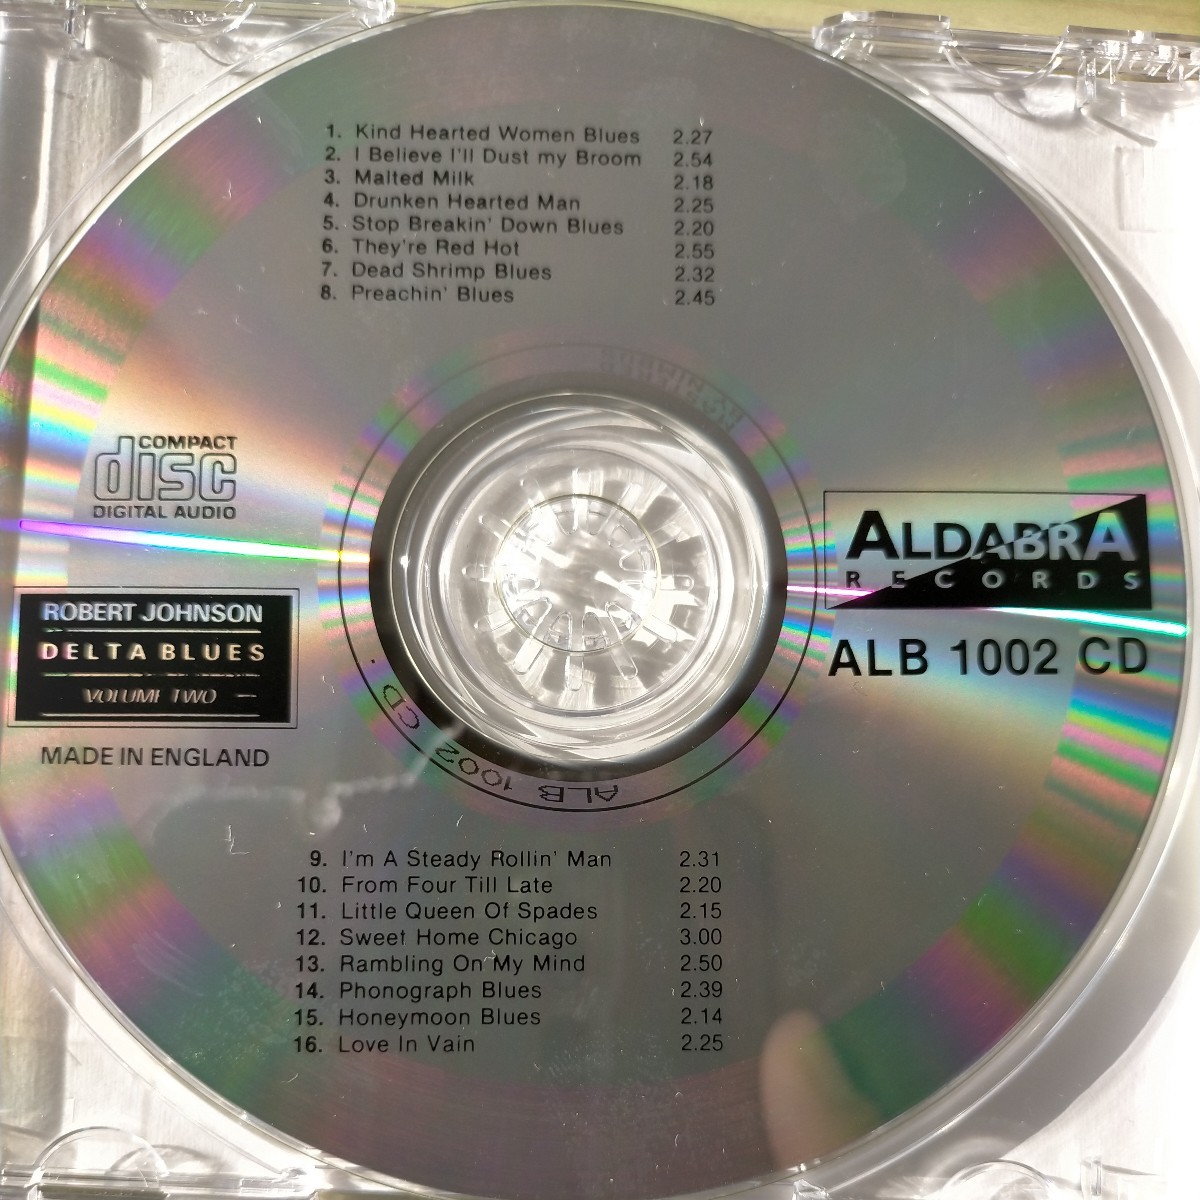 1. Kind Hearted Women Blues 2.27
2. I Believe I'll Dust my Broom 2.54
3. Malted Milk 2.18
4. Drunken Hearted Man 2.25
5. Stop Breakin' Down Blues 2.20
6. They're Red Hot 2.55
7. Dead Shrimp Blues 2.32
8. Preachin' Blues 2.45
COMPACT
disc
DIGITAL AUDIO
ROBERT JOHNSON
DELTA BLUES
VOLUME TWO
MADE IN ENGLAND
ALDABRA
RECORDS
ALB 1002 CD
ALB 1002 CD
9. I'm A Steady Rollin' Man 2.31
10. From Four Till Late 2.20
11. Little Queen Of Spades 2.15
12. Sweet Home Chicago 3.00
13. Rambling On My Mind 2.50
14. Phonograph Blues 2.39
15. Honeymoon Blues 2.14
16. Love In Vain 2.25